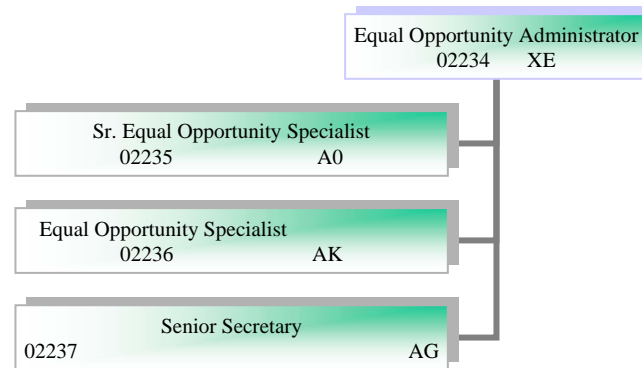 Equal Opportunity Administrator
02234 XE
Sr. Equal Opportunity Specialist
02235 A0
Equal Opportunity Specialist
02236 AK
Senior Secretary
02237 AG